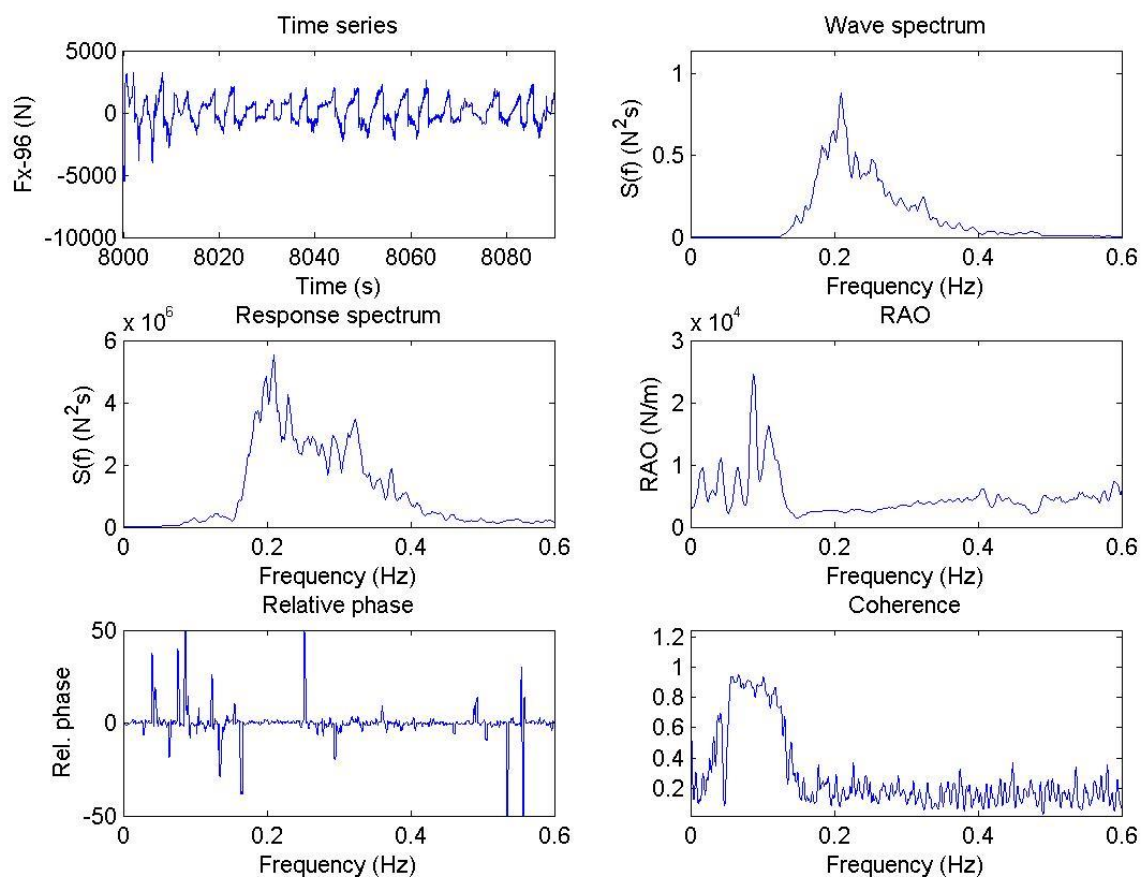 Time series
5000
0
-5000
-10000
Fx-96 (N)
8000 8020 8040 8060 8080
Time (s)
Wave spectrum
1
0.5
0
S(f) (N²s)
0 0.2 0.4 0.6
Frequency (Hz)
x 10⁶
Response spectrum
6
4
2
0
S(f) (N²s)
0 0.2 0.4 0.6
Frequency (Hz)
x 10⁴
RAO
3
2
1
0
RAO (N/m)
0 0.2 0.4 0.6
Frequency (Hz)
Relative phase
50
0
-50
Rel. phase
0 0.2 0.4 0.6
Frequency (Hz)
Coherence
1.2
1
0.8
0.6
0.4
0.2
0 0.2 0.4 0.6
Frequency (Hz)